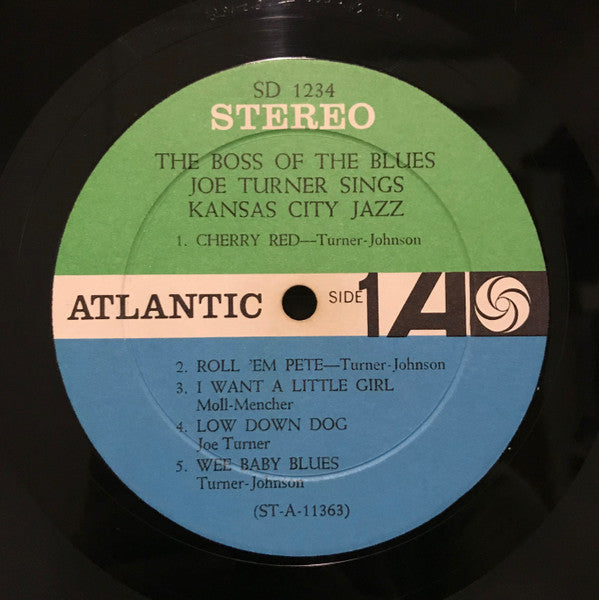 SD 1234
STEREO
THE BOSS OF THE BLUES
JOE TURNER SINGS
KANSAS CITY JAZZ
1. CHERRY RED—Turner-Johnson
ATLANTIC SIDE 1 A
2. ROLL 'EM PETE—Turner-Johnson
3. I WANT A LITTLE GIRL
Moll-Mencher
4. LOW DOWN DOG
Joe Turner
5. WEE BABY BLUES
Turner-Johnson
(ST-A-11363)